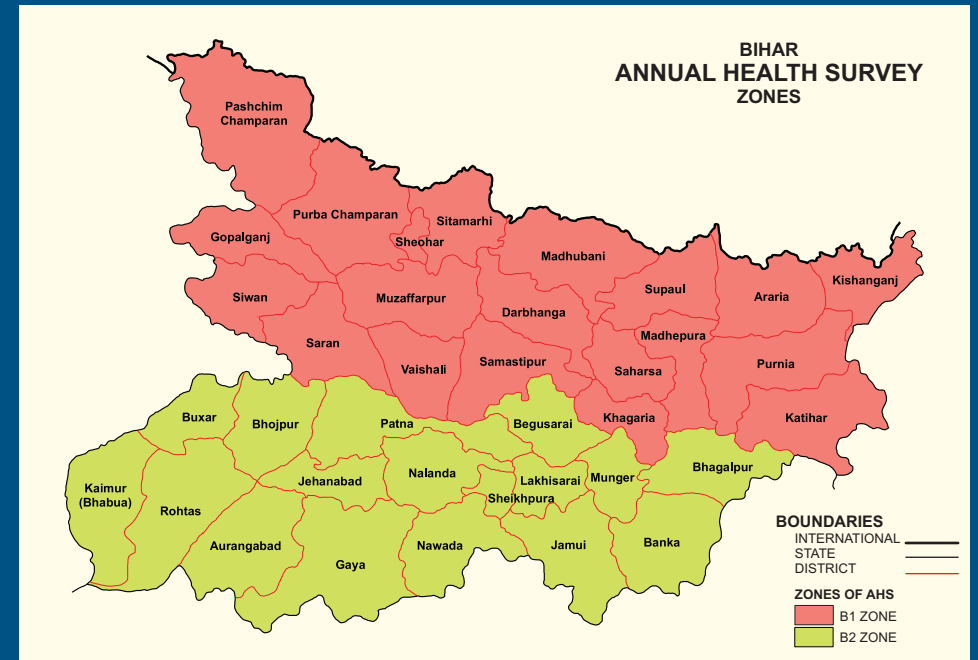 BIHAR
ANNUAL HEALTH SURVEY
ZONES
Pashchim
Champaran
Purba Champaran
Sitamarhi
Sheohar
Gopalganj
Madhubani
Kishanganj
Siwan
Muzaffarpur
Supaul
Araria
Darbhanga
Madhepura
Saran
Vaishali
Samastipur
Saharsa
Purnia
Khagaria
Katihar
Buxar
Bhojpur
Patna
Begusarai
Bhagalpur
Kaimur
(Bhabua)
Rohtas
Jehanabad
Nalanda
Lakhisarai
Munger
Sheikhpura
Aurangabad
Gaya
Nawada
Jamui
Banka
BOUNDARIES
INTERNATIONAL
STATE
DISTRICT
ZONES OF AHS
B1 ZONE
B2 ZONE